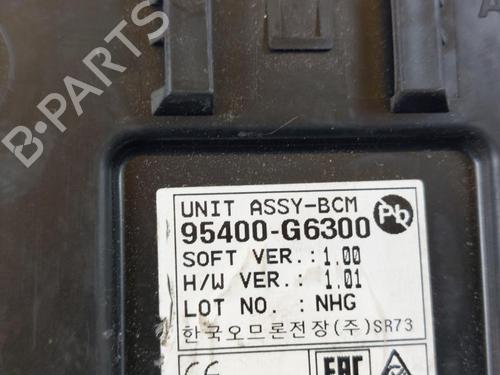 UNIT ASSY-BCM
95400-G6300
Pb
SOFT VER.: 1.00
H/W VER.: 1.01
LOT NO. : NHG
한국오므론전장(주)SR73
CE
EAC
B-PARTS